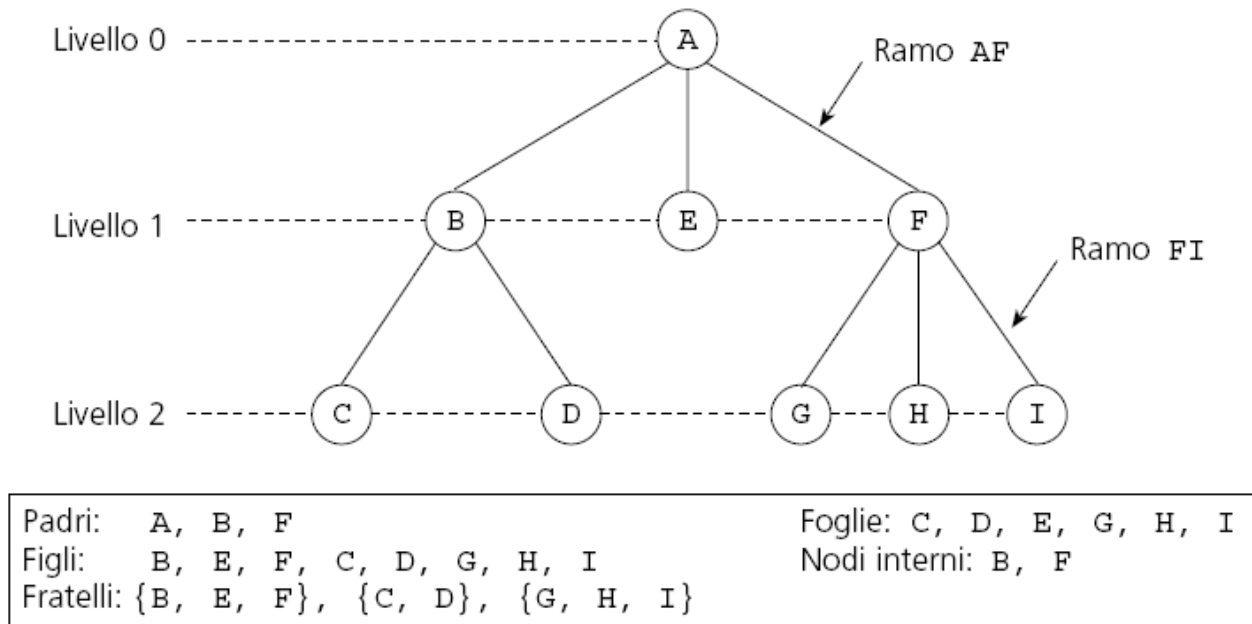 Livello 0
A
Ramo AF
Livello 1
B
E
F
Ramo FI
Livello 2
C
D
G
H
I
Padri: A, B, F
Figli: B, E, F, C, D, G, H, I
Fratelli: {B, E, F}, {C, D}, {G, H, I}
Foglie: C, D, E, G, H, I
Nodi interni: B, F